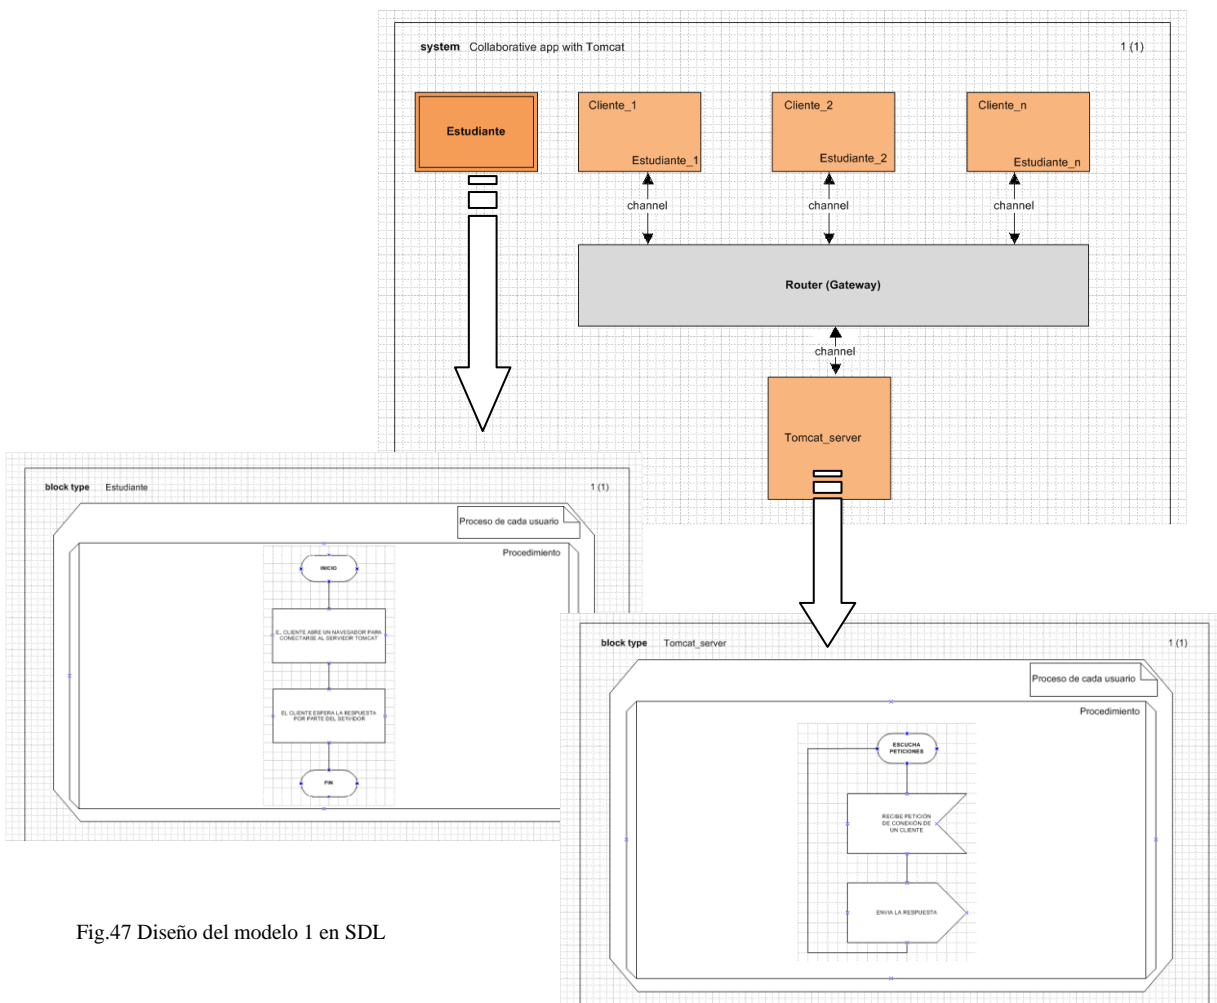 system Collaborative app with Tomcat 1 (1)
Estudiante
Cliente_1
Estudiante_1
Cliente_2
Estudiante_2
Cliente_n
Estudiante_n
channel
channel
channel
Router (Gateway)
channel
Tomcat_server
block type Estudiante 1 (1)
Proceso de cada usuario
Procedimiento
INICIO
EL CLIENTE ABRE UN NAVEGADOR PARA
CONECTARSE AL SERVIDOR TOMCAT
EL CLIENTE ESPERA LA RESPUESTA
POR PARTE DEL SERVIDOR
FIN
block type Tomcat_server 1 (1)
Proceso de cada usuario
Procedimiento
ESCUCHA
PETICIONES
RECIBE PETICIÓN
DE CONEXIÓN DE
UN CLIENTE
ENVIA LA RESPUESTA
Fig.47 Diseño del modelo 1 en SDL